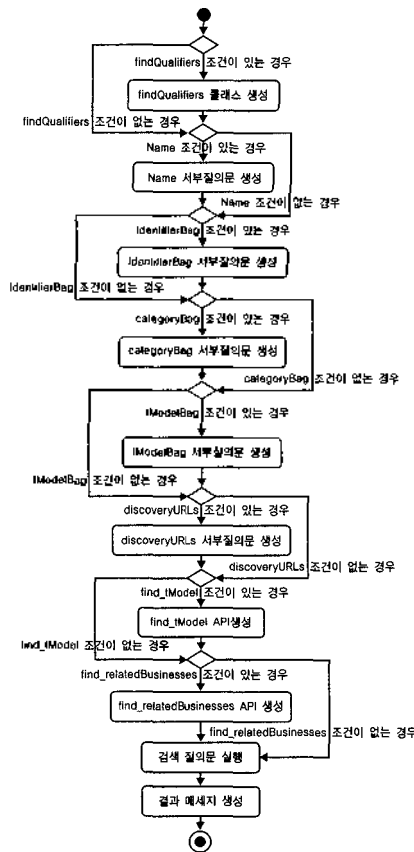 findQualifiers 조건이 있는 경우
findQualifiers 클래스 생성
findQualifiers 조건이 없는 경우
Name 조건이 있는 경우
Name 서부질의문 생성
Name 조건이 없는 경우
IdentifierBag 조건이 있는 경우
IdentifierBag 서부질의문 생성
IdentifierBag 조건이 없는 경우
categoryBag 조건이 있는 경우
categoryBag 서부질의문 생성
categoryBag 조건이 없는 경우
tModelBag 조건이 있는 경우
tModelBag 서부질의문 생성
tModelBag 조건이 없는 경우
discoveryURLs 조건이 있는 경우
discoveryURLs 서부질의문 생성
discoveryURLs 조건이 없는 경우
find_tModel 조건이 있는 경우
find_tModel API생성
find_tModel 조건이 없는 경우
find_relatedBusinesses 조건이 있는 경우
find_relatedBusinesses API 생성
find_relatedBusinesses 조건이 없는 경우
검색 질의문 실행
결과 메세지 생성